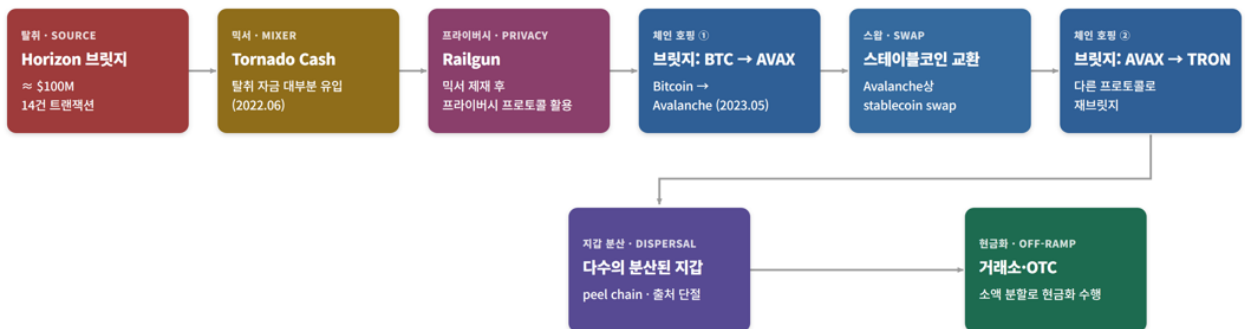 탈취 · SOURCE
Horizon 브릿지
≈ $100M
14건 트랜잭션
믹서 · MIXER
Tornado Cash
탈취 자금 대부분 유입
(2022.06)
프라이버시 · PRIVACY
Railgun
믹서 제재 후
프라이버시 프로토콜 활용
체인 호핑 ①
브릿지: BTC → AVAX
Bitcoin →
Avalanche (2023.05)
스왑 · SWAP
스테이블코인 교환
Avalanche상
stablecoin swap
체인 호핑 ②
브릿지: AVAX → TRON
다른 프로토콜로
재브릿지
지갑 분산 · DISPERSAL
다수의 분산된 지갑
peel chain · 출처 단절
현금화 · OFF-RAMP
거래소·OTC
소액 분할로 현금화 수행